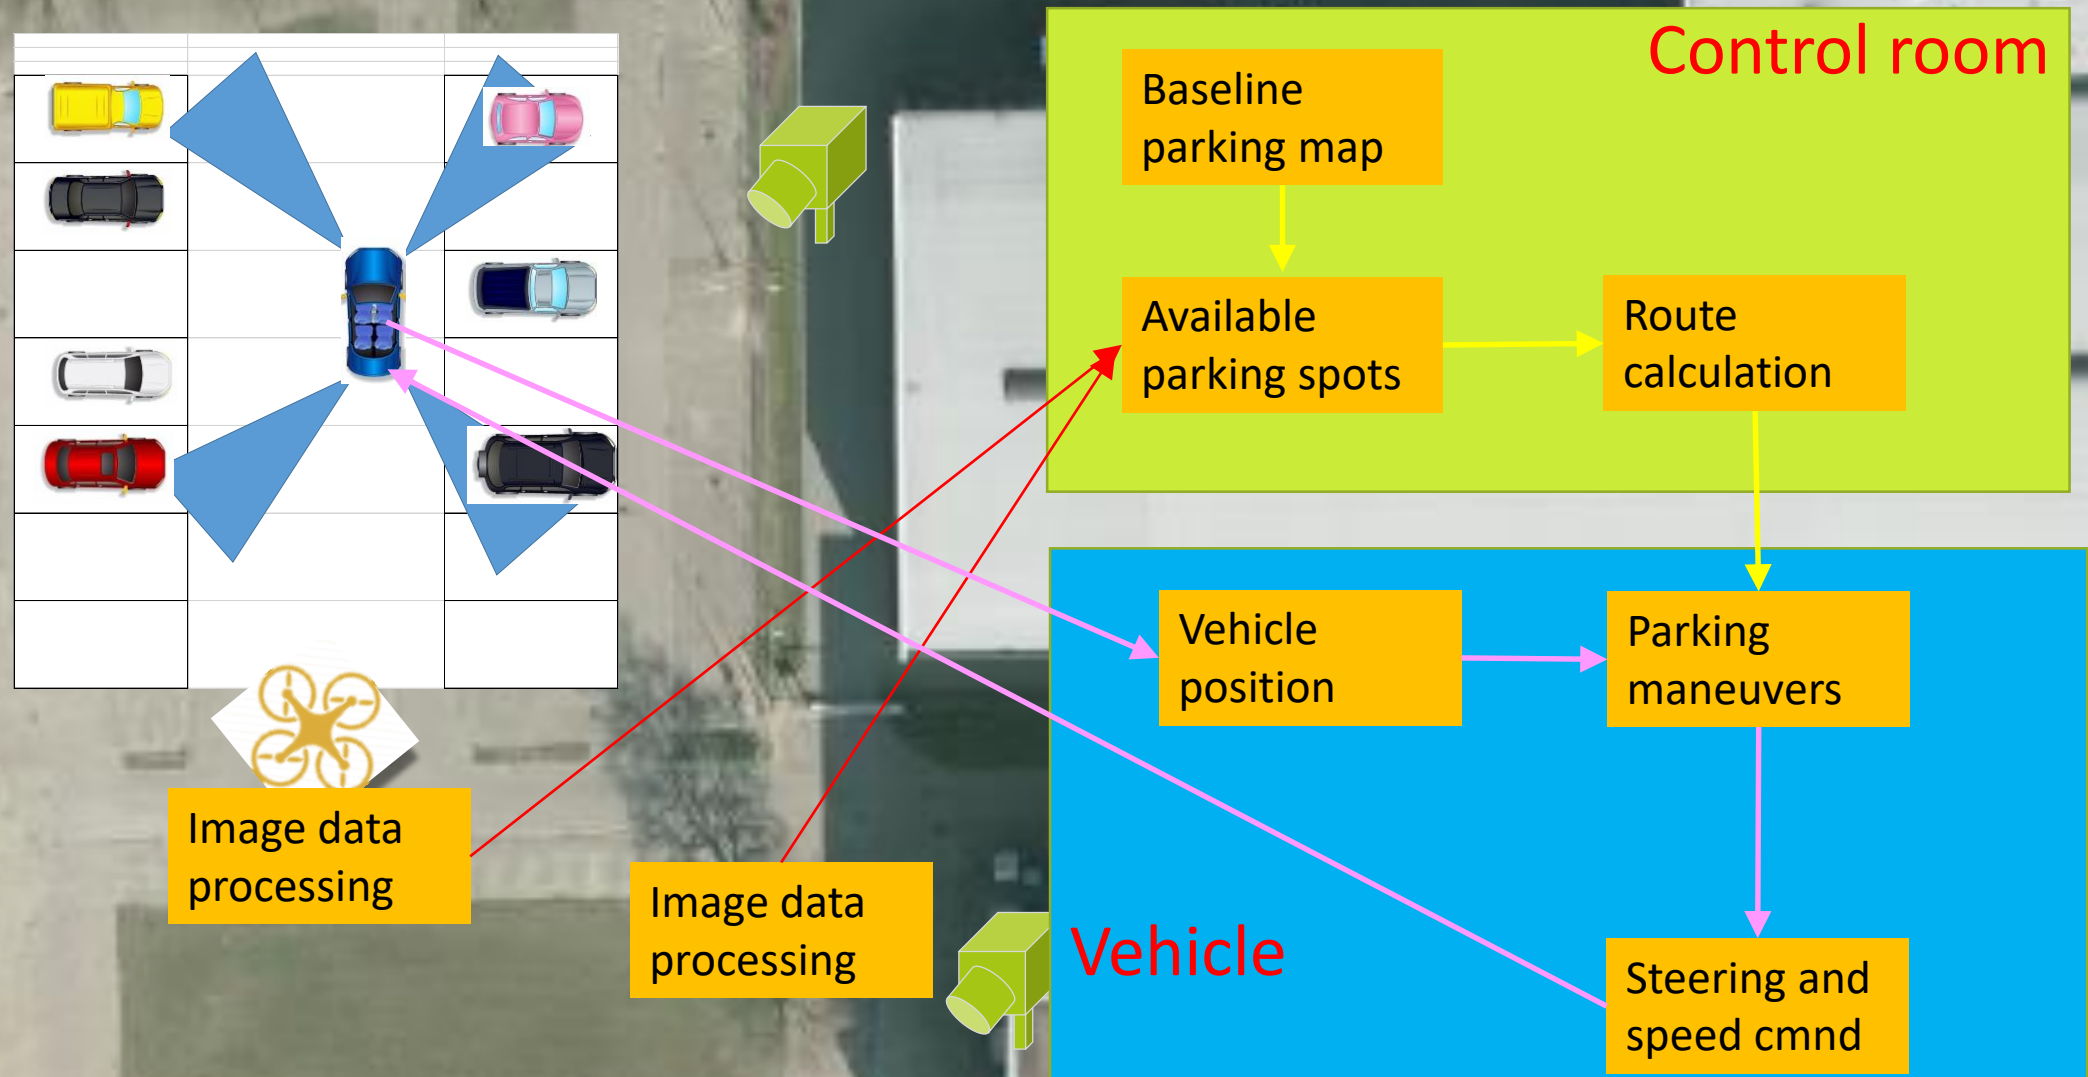 Control room
Baseline
parking map
Available
parking spots
Route
calculation
Vehicle
position
Parking
maneuvers
Image data
processing
Image data
processing
Vehicle
Steering and
speed cmnd